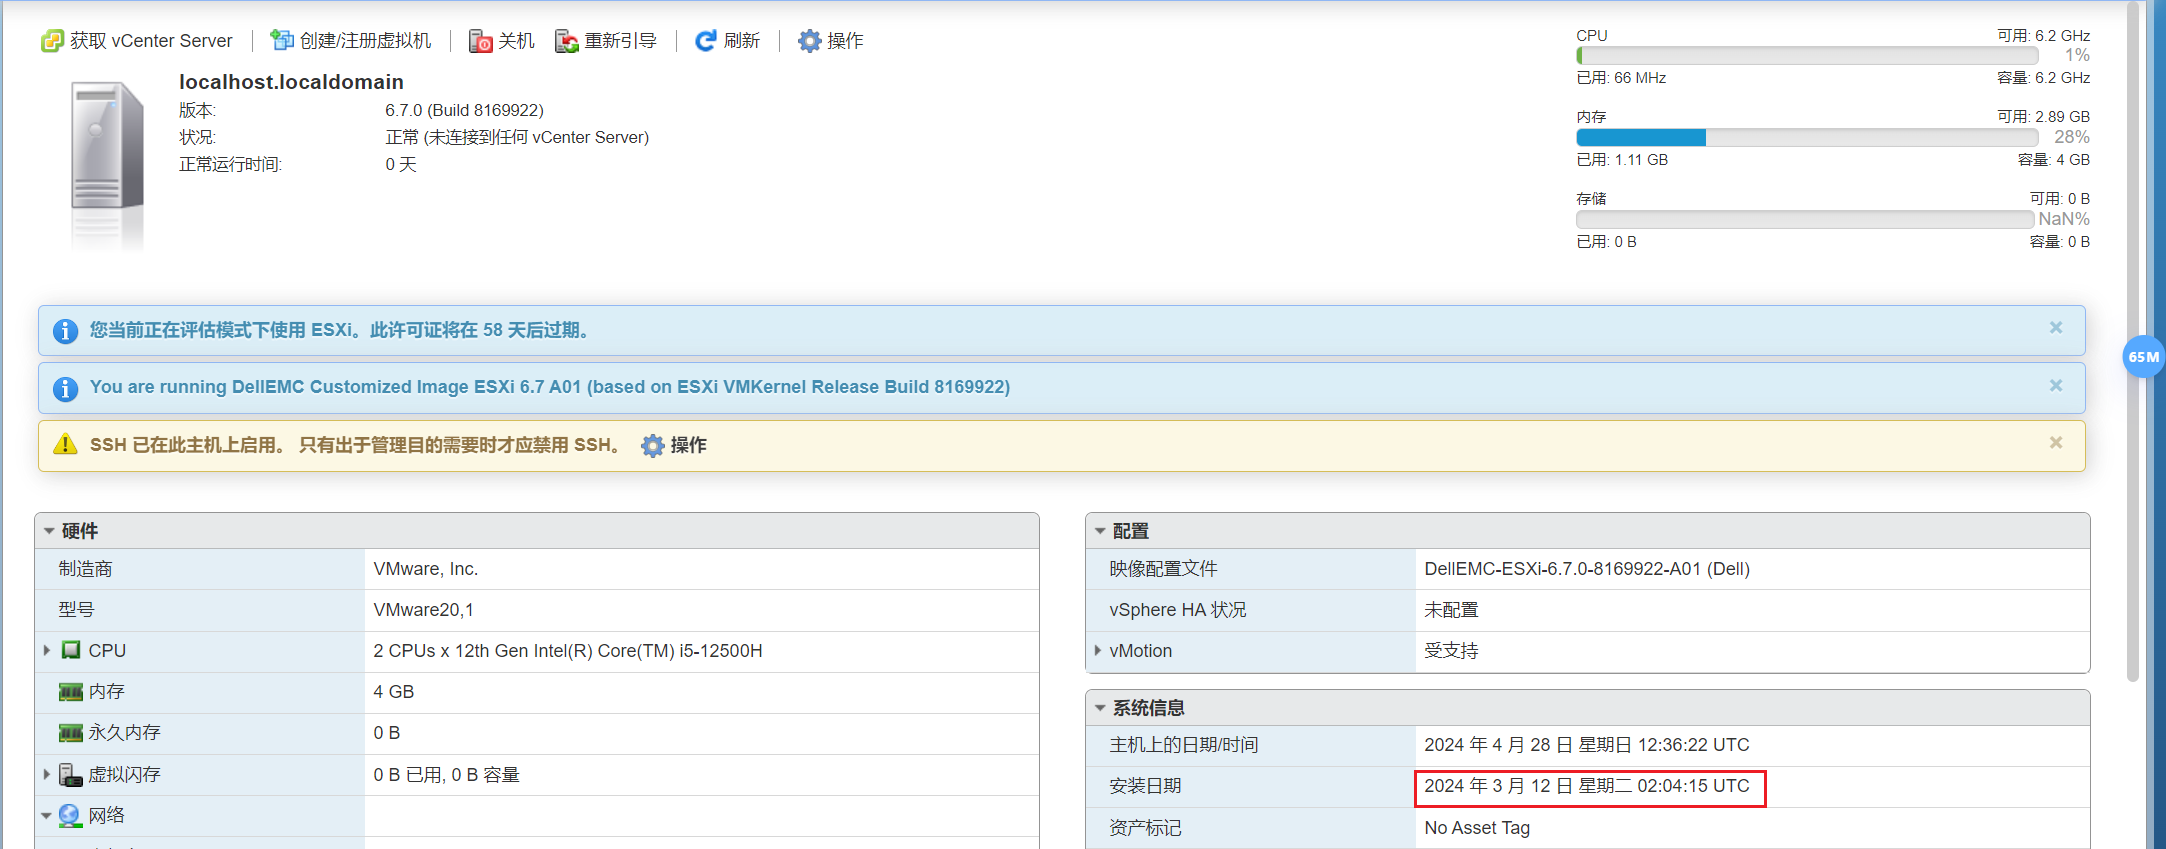 获取 vCenter Server 创建/注册虚拟机 关机 重新引导 刷新 操作
localhost.localdomain
版本: 6.7.0 (Build 8169922)
状况: 正常 (未连接到任何 vCenter Server)
正常运行时间: 0 天
CPU 可用: 6.2 GHz
1%
已用: 66 MHz 容量: 6.2 GHz
内存 可用: 2.89 GB
28%
已用: 1.11 GB 容量: 4 GB
存储 可用: 0 B
NaN%
已用: 0 B 容量: 0 B
您当前正在评估模式下使用 ESXi。此许可证将在 58 天后过期。
You are running DellEMC Customized Image ESXi 6.7 A01 (based on ESXi VMKernel Release Build 8169922)
65M
SSH 已在此主机上启用。 只有出于管理目的需要时才应禁用 SSH。 操作
硬件
制造商 VMware, Inc.
型号 VMware20,1
CPU 2 CPUs x 12th Gen Intel(R) Core(TM) i5-12500H
内存 4 GB
永久内存 0 B
虚拟闪存 0 B 已用, 0 B 容量
网络
配置
映像配置文件 DellEMC-ESXi-6.7.0-8169922-A01 (Dell)
vSphere HA 状况 未配置
vMotion 受支持
系统信息
主机上的日期/时间 2024 年 4 月 28 日 星期日 12:36:22 UTC
安装日期 2024 年 3 月 12 日 星期二 02:04:15 UTC
资产标记 No Asset Tag